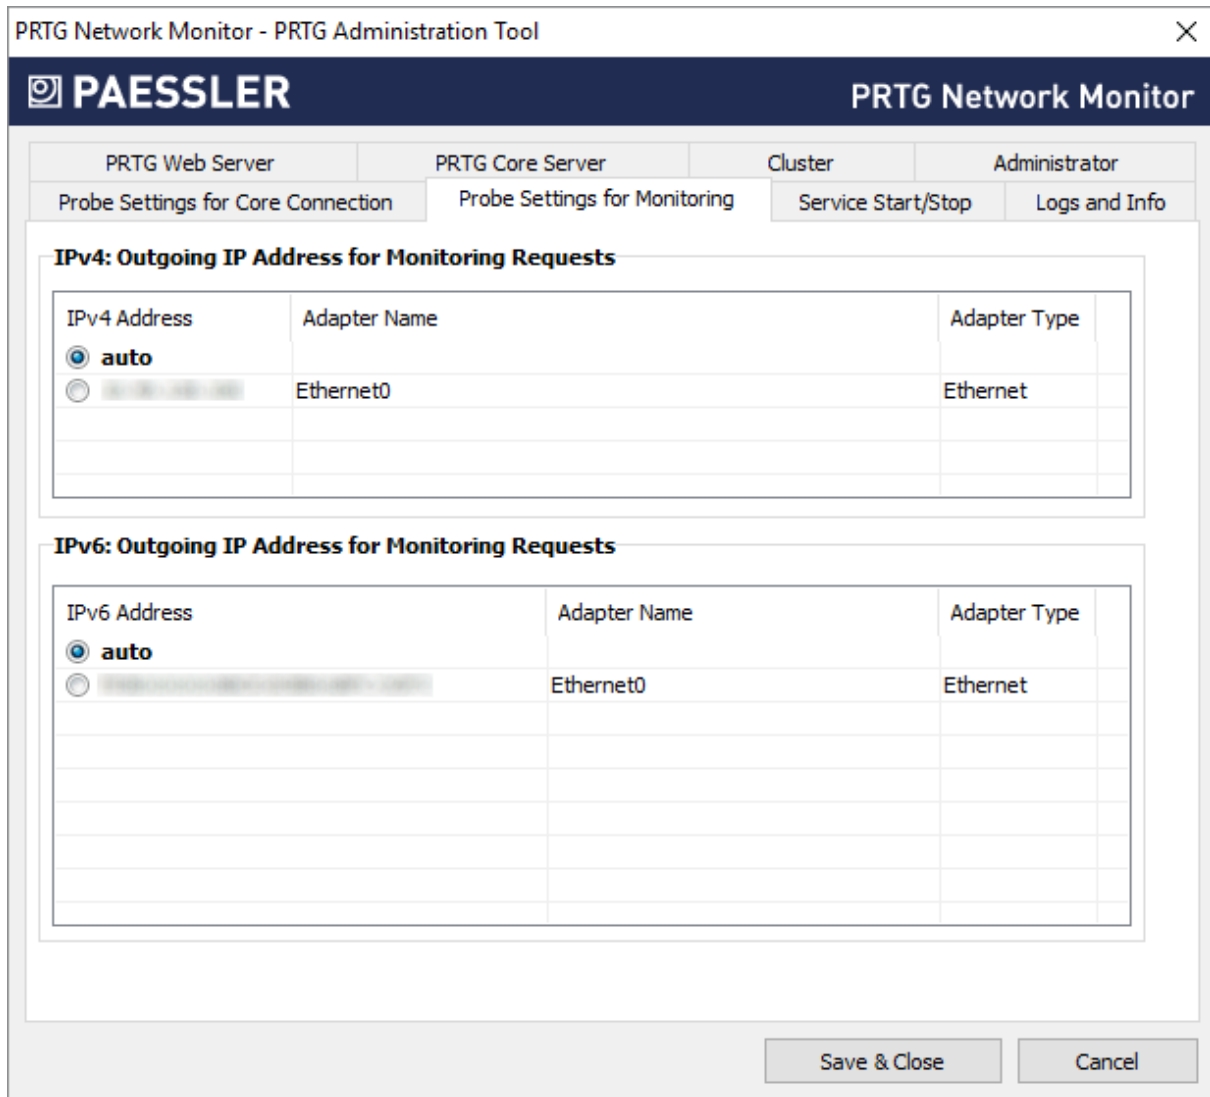 PRTG Network Monitor - PRTG Administration Tool
PAESSLER PRTG Network Monitor
PRTG Web Server PRTG Core Server Cluster Administrator
Probe Settings for Core Connection Probe Settings for Monitoring Service Start/Stop Logs and Info
IPv4: Outgoing IP Address for Monitoring Requests
IPv4 Address Adapter Name Adapter Type
auto
Ethernet0 Ethernet
IPv6: Outgoing IP Address for Monitoring Requests
IPv6 Address Adapter Name Adapter Type
auto
Ethernet0 Ethernet
Save & Close Cancel